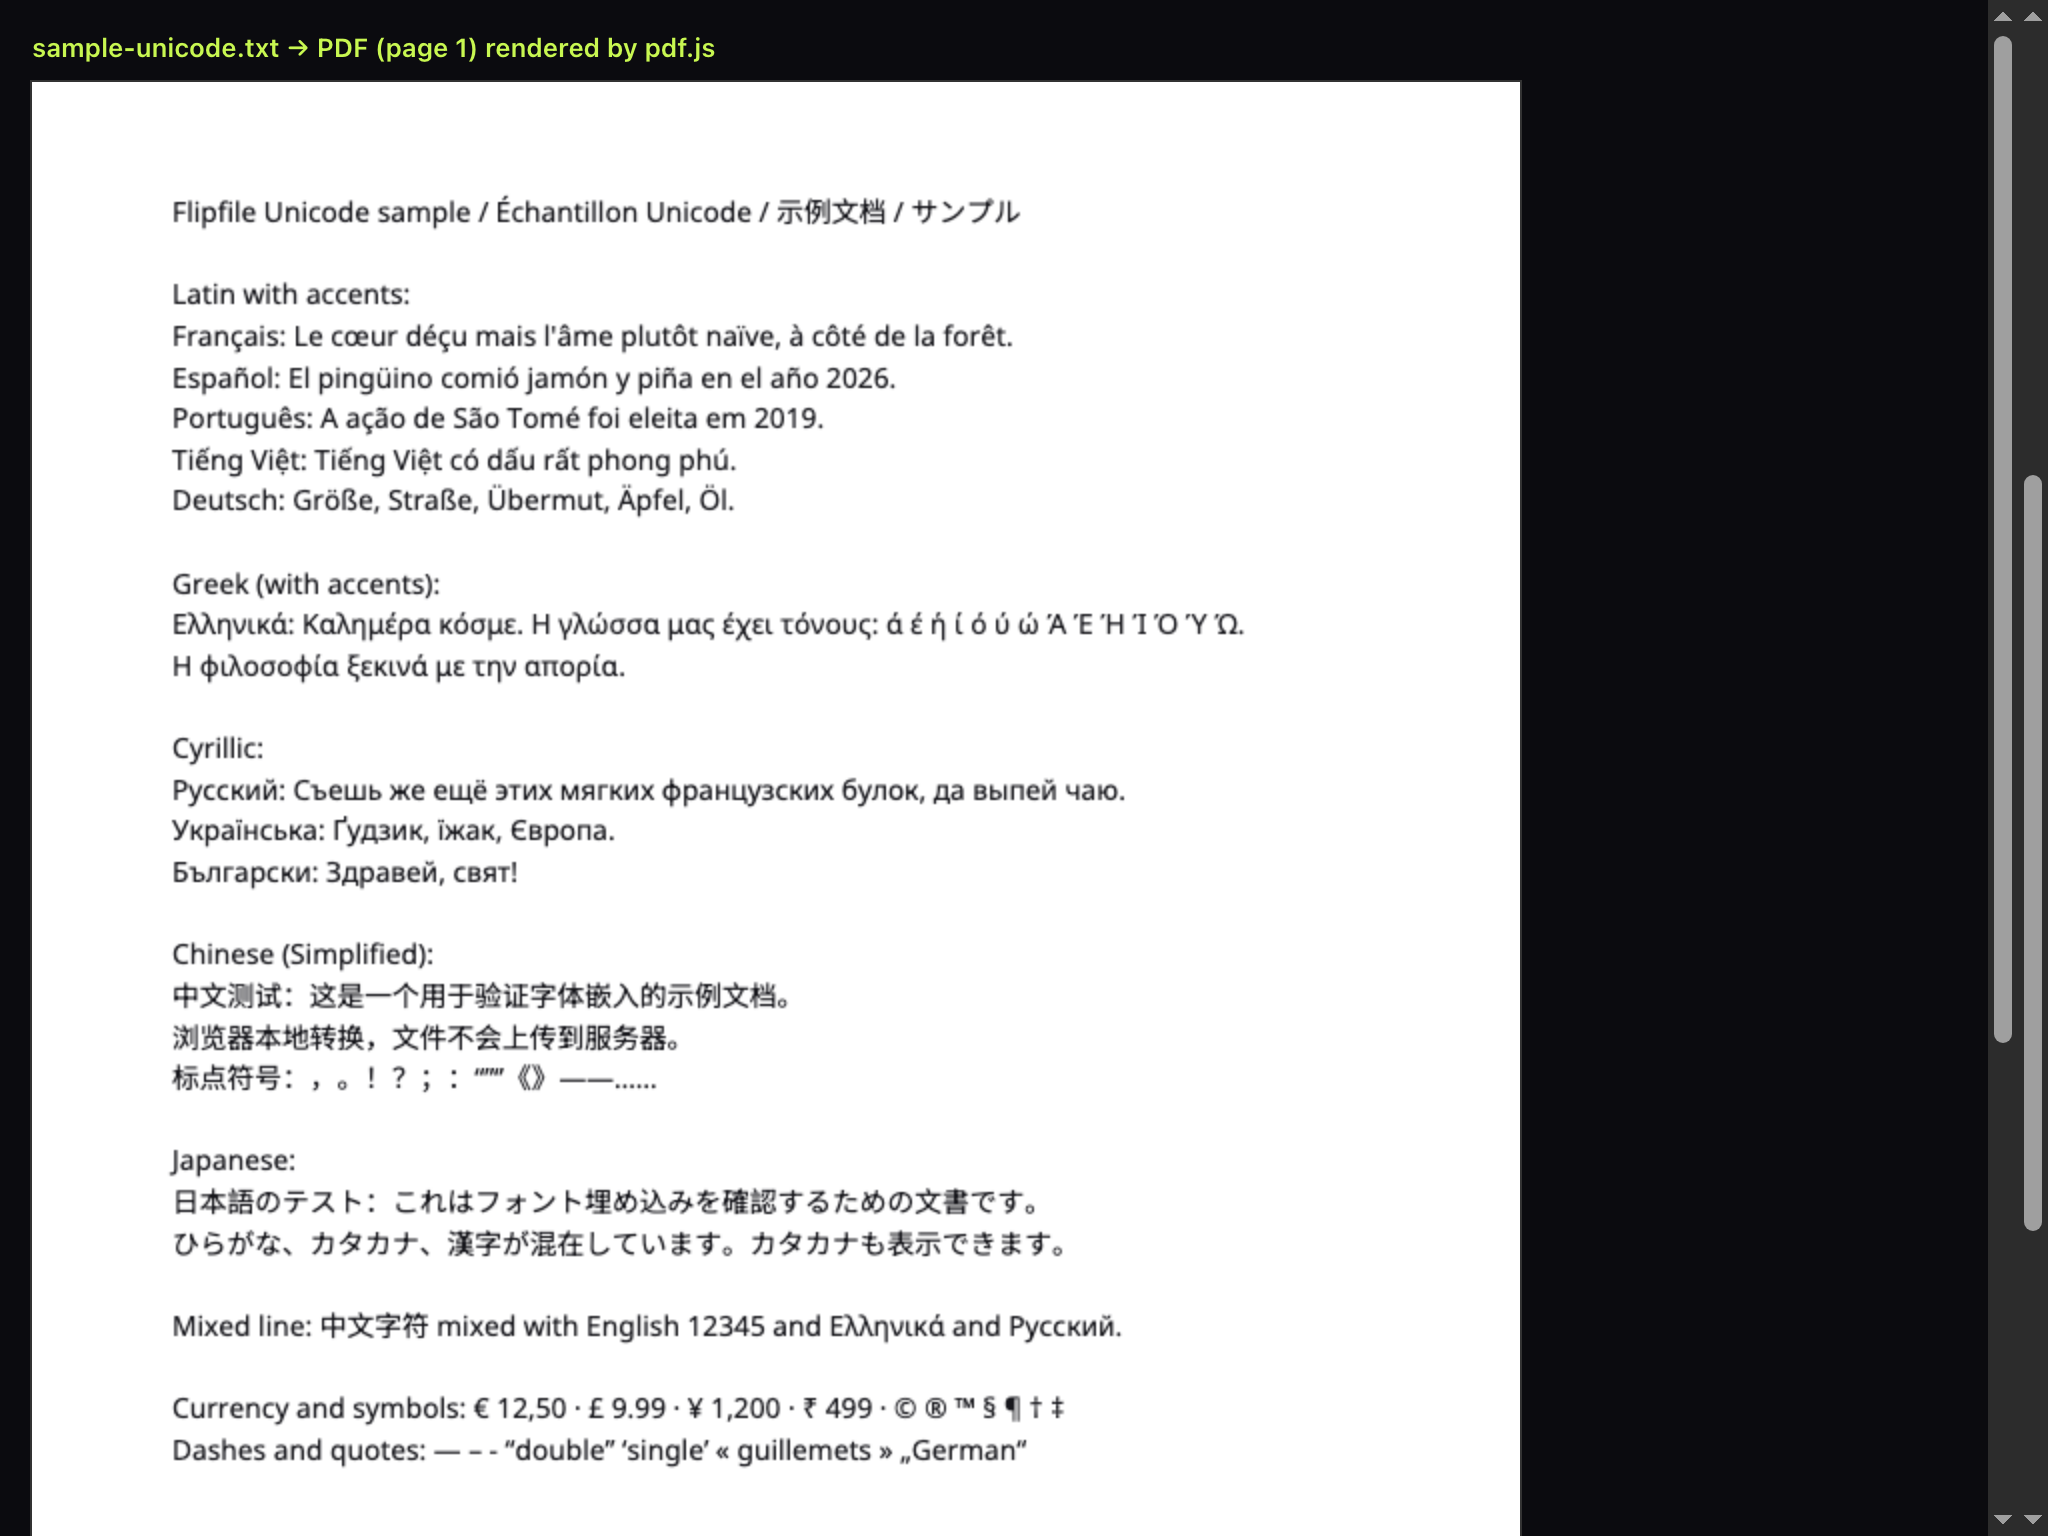 sample-unicode.txt → PDF (page 1) rendered by pdf.js
Flipfile Unicode sample / Échantillon Unicode / 示例文档 / サンプル
Latin with accents:
Français: Le cœur déçu mais l'âme plutôt naïve, à côté de la forêt.
Español: El pingüino comió jamón y piña en el año 2026.
Português: A ação de São Tomé foi eleita em 2019.
Tiếng Việt: Tiếng Việt có dấu rất phong phú.
Deutsch: Größe, Straße, Übermut, Äpfel, Öl.
Greek (with accents):
Ελληνικά: Καλημέρα κόσμε. Η γλώσσα μας έχει τόνους: ά έ ή ί ό ύ ώ Ά Έ Ή Ί Ό Ύ Ώ.
Η φιλοσοφία ξεκινά με την απορία.
Cyrillic:
Русский: Съешь же ещё этих мягких французских булок, да выпей чаю.
Українська: Ґудзик, їжак, Європа.
Български: Здравей, свят!
Chinese (Simplified):
中文测试：这是一个用于验证字体嵌入的示例文档。
浏览器本地转换，文件不会上传到服务器。
标点符号：，。！？；：“”“”《》——……
Japanese:
日本語のテスト：これはフォント埋め込みを確認するための文書です。
ひらがな、カタカナ、漢字が混在しています。カタカナも表示できます。
Mixed line: 中文字符 mixed with English 12345 and Ελληνικά and Русский.
Currency and symbols: € 12,50 · £ 9.99 · ¥ 1,200 · ₹ 499 · © ® ™ § ¶ † ‡
Dashes and quotes: — – - “double” ‘single’ « guillemets » „German“